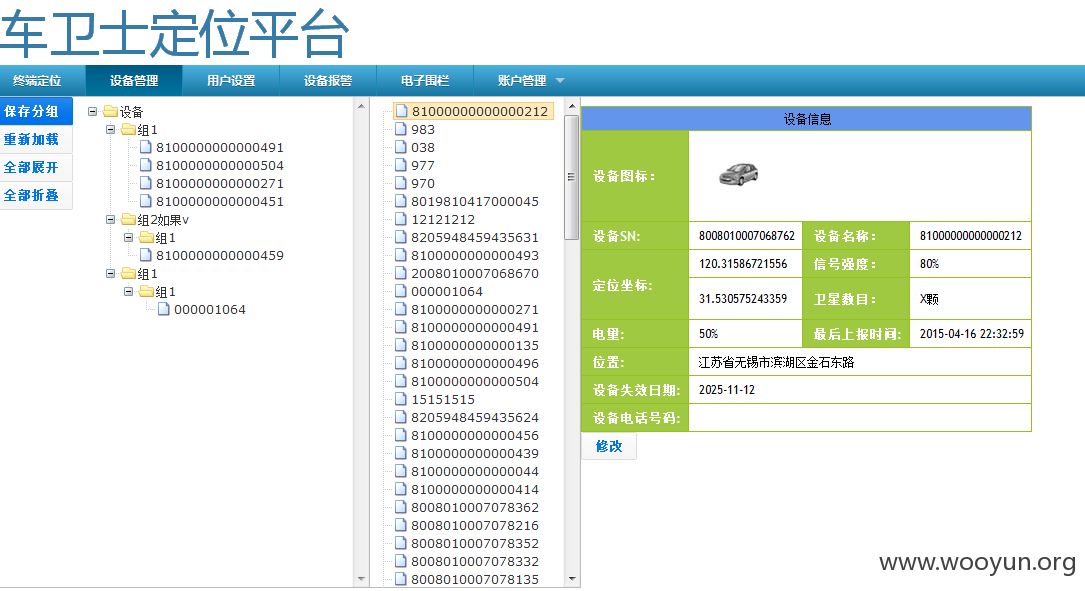 车卫士定位平台
终端定位 设备管理 用户设置 设备报警 电子围栏 账户管理
保存分组
重新加载
全部展开
全部折叠
设备
组1
8100000000000491
8100000000000504
8100000000000271
8100000000000451
组2如果v
组1
8100000000000459
组1
组1
000001064
81000000000000212
983
038
977
970
8019810417000045
12121212
8205948459435631
8100000000000493
2008010007068670
000001064
8100000000000271
8100000000000491
8100000000000135
8100000000000496
8100000000000504
15151515
8205948459435624
8100000000000456
8100000000000439
8100000000000044
8100000000000414
8008010007078362
8008010007078216
8008010007078352
8008010007078332
8008010007078135
设备信息
设备图标:
设备SN: 8008010007068762 设备名称: 81000000000000212
定位坐标: 120.31586721556 信号强度: 80%
31.530575243359 卫星数目: X颗
电量: 50% 最后上报时间: 2015-04-16 22:32:59
位置: 江苏省无锡市滨湖区金石东路
设备失效日期: 2025-11-12
设备电话号码:
修改
www.wooyun.org